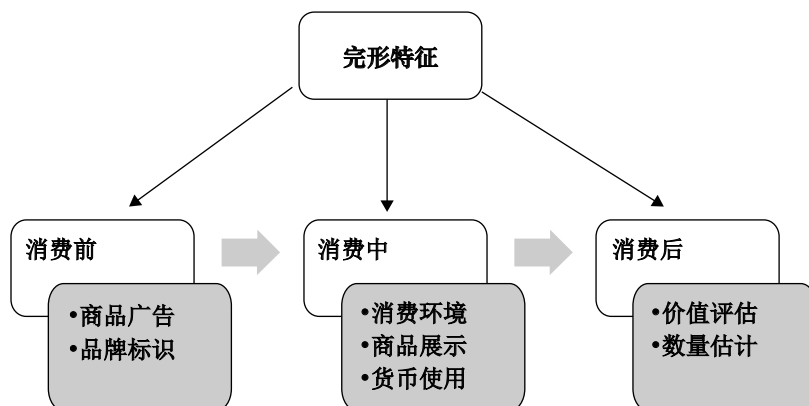 完形特征
消费前
•商品广告
•品牌标识
消费中
•消费环境
•商品展示
•货币使用
消费后
•价值评估
•数量估计